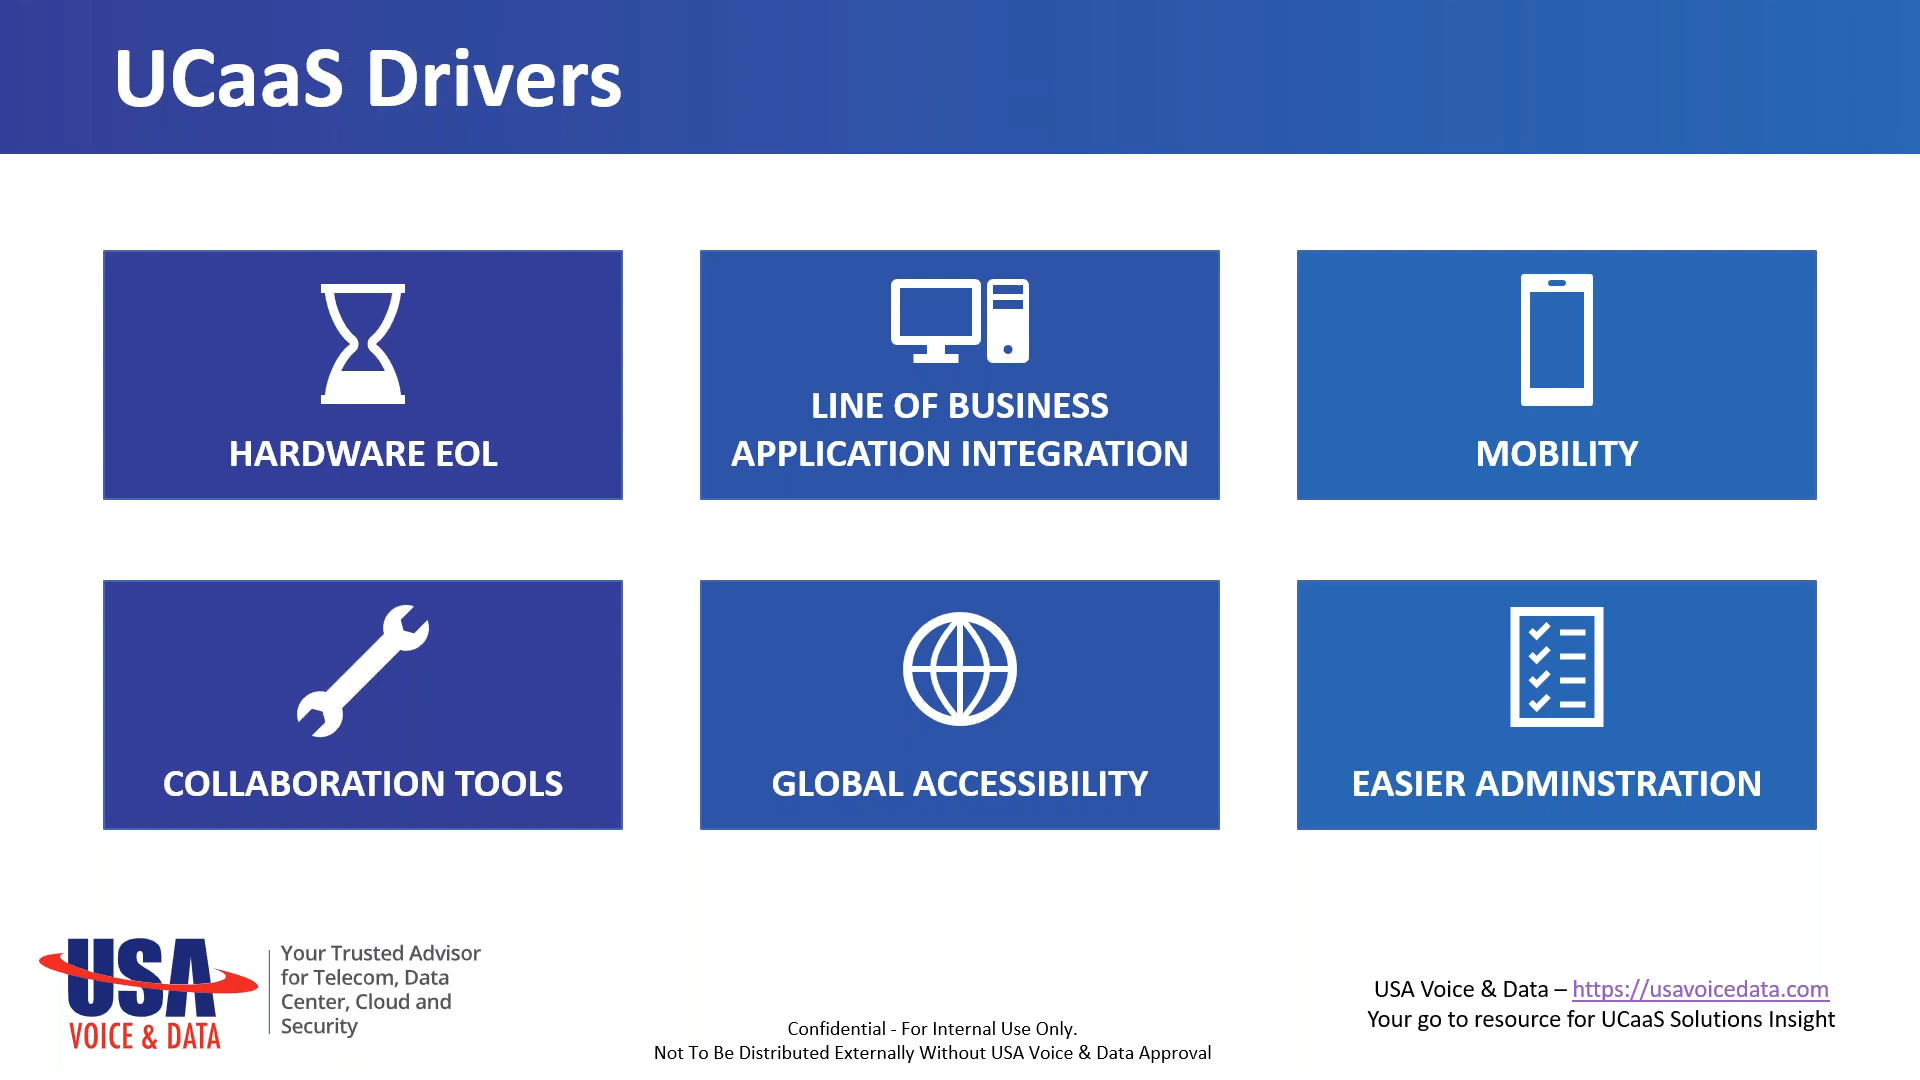 UCaaS Drivers
HARDWARE EOL
LINE OF BUSINESS
APPLICATION INTEGRATION
MOBILITY
COLLABORATION TOOLS
GLOBAL ACCESSIBILITY
EASIER ADMINSTRATION
USA
VOICE & DATA
Your Trusted Advisor
for Telecom, Data
Center, Cloud and
Security
Confidential - For Internal Use Only.
Not To Be Distributed Externally Without USA Voice & Data Approval
USA Voice & Data – https://usavoicedata.com
Your go to resource for UCaaS Solutions Insight